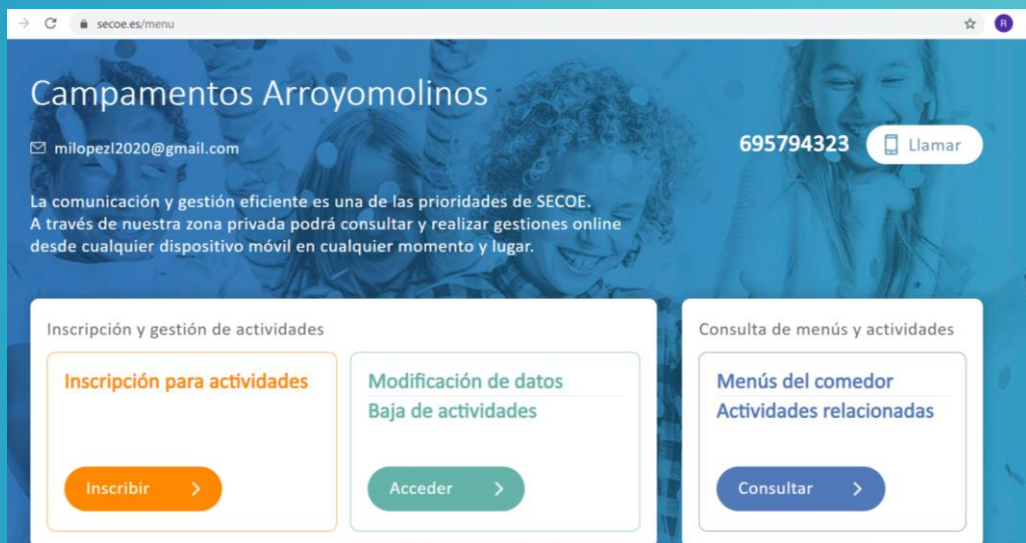 secoe.es/menu
R
Campamentos Arroyomolinos
milopezl2020@gmail.com
695794323
Llamar
La comunicación y gestión eficiente es una de las prioridades de SECOE.
A través de nuestra zona privada podrá consultar y realizar gestiones online
desde cualquier dispositivo móvil en cualquier momento y lugar.
Inscripción y gestión de actividades
Inscripción para actividades
Inscribir
Modificación de datos
Baja de actividades
Acceder
Consulta de menús y actividades
Menús del comedor
Actividades relacionadas
Consultar